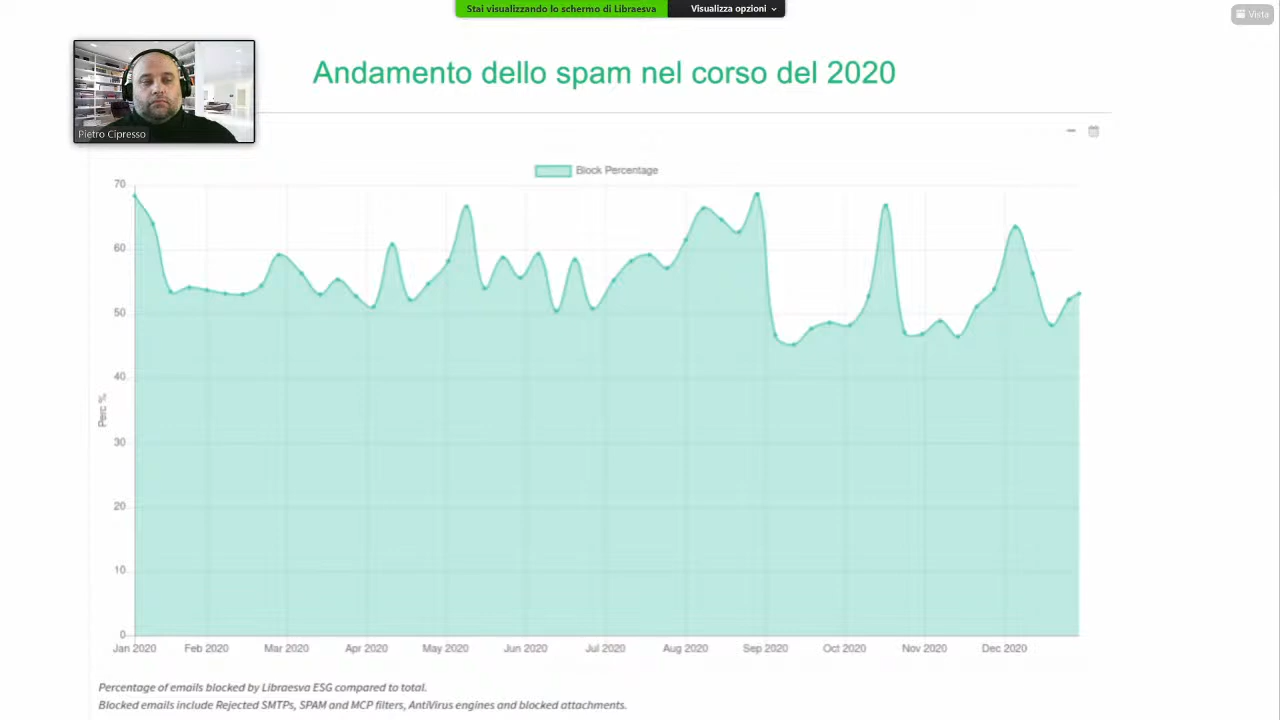 Stai visualizzando lo schermo di Libraesva
Visualizza opzioni
Vista
Andamento dello spam nel corso del 2020
Pietro Cipresso
Block Percentage
70
60
50
40
30
20
10
0
Perc %
Jan 2020 Feb 2020 Mar 2020 Apr 2020 May 2020 Jun 2020 Jul 2020 Aug 2020 Sep 2020 Oct 2020 Nov 2020 Dec 2020
Percentage of emails blocked by Libraesva ESG compared to total.
Blocked emails include Rejected SMTPs, SPAM and MCP filters, AntiVirus engines and blocked attachments.